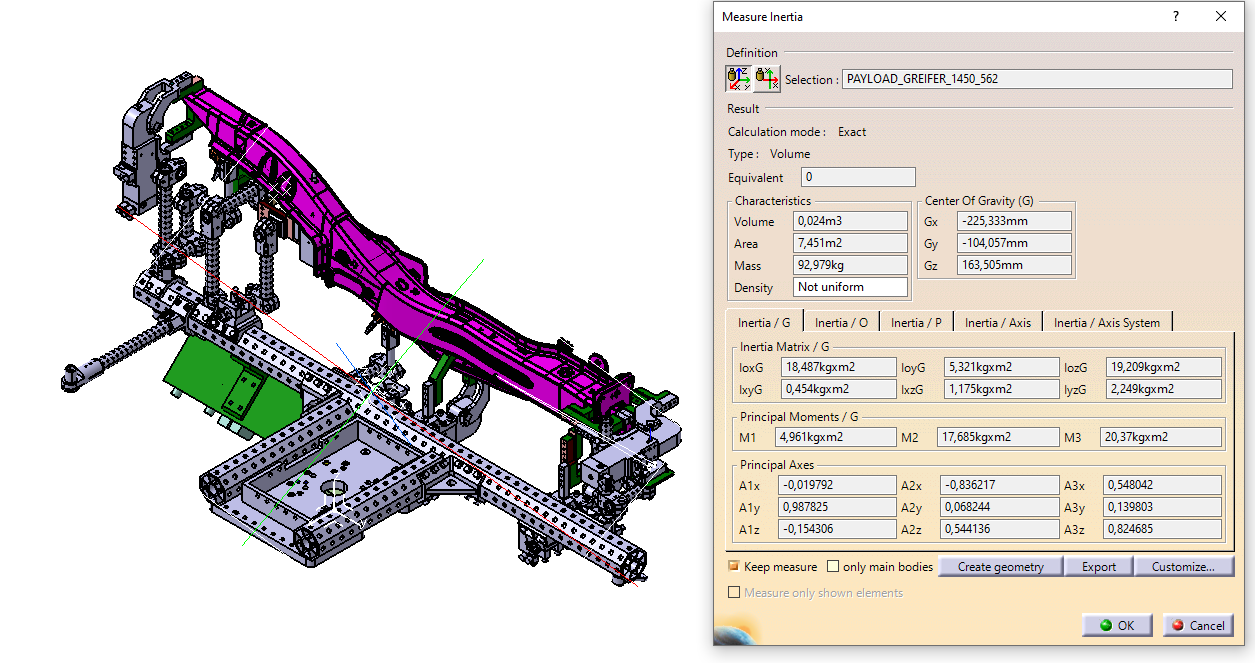 Measure Inertia ?
Definition
Selection : PAYLOAD_GREIFER_1450_562
Result
Calculation mode : Exact
Type : Volume
Equivalent 0
Characteristics Center Of Gravity (G)
Volume 0,024m3 Gx -225,333mm
Area 7,451m2 Gy -104,057mm
Mass 92,979kg Gz 163,505mm
Density Not uniform
Inertia / G Inertia / O Inertia / P Inertia / Axis Inertia / Axis System
Inertia Matrix / G
IoxG 18,487kgxm2 IoyG 5,321kgxm2 IozG 19,209kgxm2
IxyG 0,454kgxm2 IxzG 1,175kgxm2 IyzG 2,249kgxm2
Principal Moments / G
M1 4,961kgxm2 M2 17,685kgxm2 M3 20,37kgxm2
Principal Axes
A1x -0,019792 A2x -0,836217 A3x 0,548042
A1y 0,987825 A2y 0,068244 A3y 0,139803
A1z -0,154306 A2z 0,544136 A3z 0,824685
Keep measure only main bodies Create geometry Export Customize...
Measure only shown elements
OK Cancel